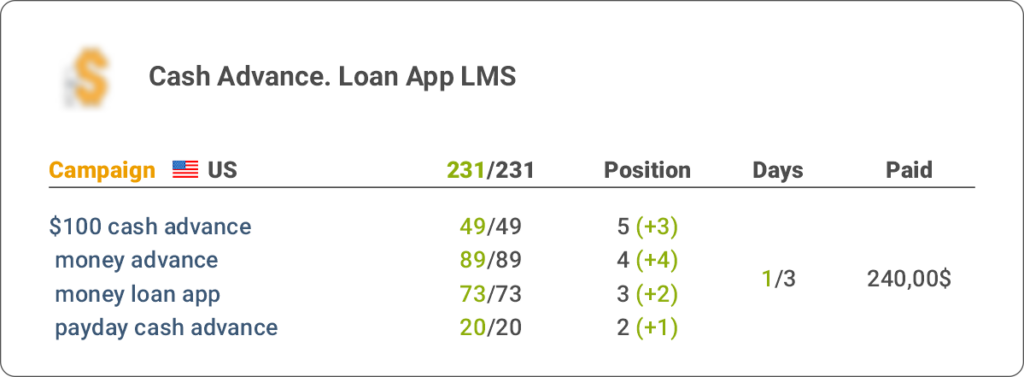 Cash Advance. Loan App LMS
Campaign US 231/231 Position Days Paid
$100 cash advance 49/49 5 (+3)
money advance 89/89 4 (+4)
1/3 240,00$
money loan app 73/73 3 (+2)
payday cash advance 20/20 2 (+1)